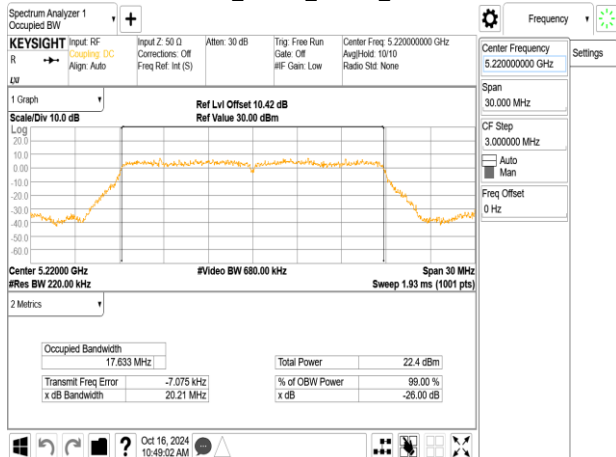 Spectrum Analyzer 1
Occupied BW
Frequency
KEYSIGHT
R
Input: RF
Coupling: DC
Align: Auto
Input Z: 50 Ω
Corrections: Off
Freq Ref: Int (S)
Atten: 30 dB
Trig: Free Run
Gate: Off
#IF Gain: Low
Center Freq: 5.220000000 GHz
Avg|Hold: 10/10
Radio Std: None
Center Frequency
5.220000000 GHz
Settings
Span
30.000 MHz
CF Step
3.000000 MHz
Auto
Man
Freq Offset
0 Hz
1 Graph
Scale/Div 10.0 dB
Ref Lvl Offset 10.42 dB
Ref Value 30.00 dBm
Log
20.0
10.0
0.00
-10.0
-20.0
-30.0
-40.0
-50.0
-60.0
Center 5.22000 GHz
#Res BW 220.00 kHz
#Video BW 680.00 kHz
Span 30 MHz
Sweep 1.93 ms (1001 pts)
2 Metrics
Occupied Bandwidth
17.633 MHz
Total Power 22.4 dBm
Transmit Freq Error -7.075 kHz
% of OBW Power 99.00 %
x dB Bandwidth 20.21 MHz
x dB -26.00 dB
?
Oct 16, 2024
10:49:02 AM